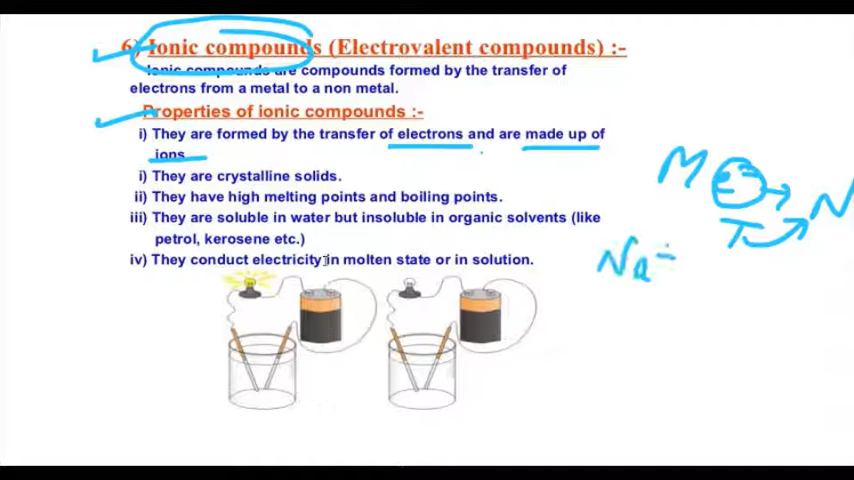 6) Ionic compounds (Electrovalent compounds) :-
Ionic compounds are compounds formed by the transfer of
electrons from a metal to a non metal.
Properties of ionic compounds :-
i) They are formed by the transfer of electrons and are made up of
ions.
i) They are crystalline solids.
ii) They have high melting points and boiling points.
iii) They are soluble in water but insoluble in organic solvents (like
petrol, kerosene etc.)
iv) They conduct electricity in molten state or in solution.
M N
T
Na =